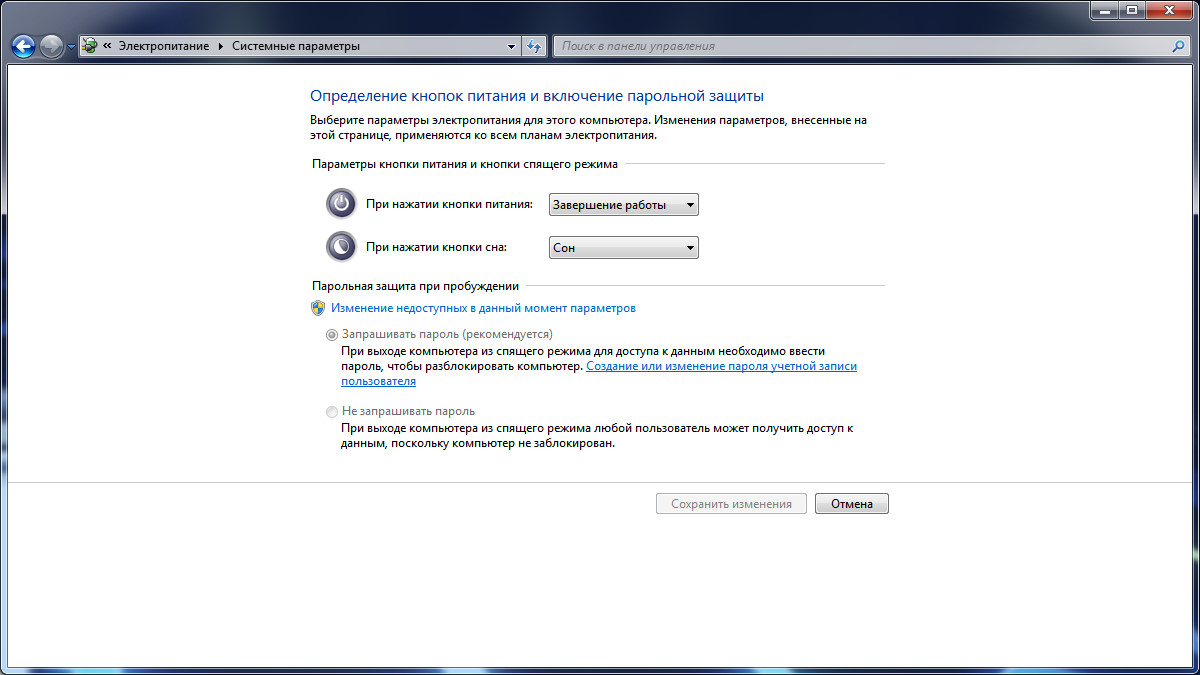 « Электропитание Системные параметры
Поиск в панели управления
Определение кнопок питания и включение парольной защиты
Выберите параметры электропитания для этого компьютера. Изменения параметров, внесенные на
этой странице, применяются ко всем планам электропитания.
Параметры кнопки питания и кнопки спящего режима
При нажатии кнопки питания: Завершение работы
При нажатии кнопки сна: Сон
Парольная защита при пробуждении
Изменение недоступных в данный момент параметров
Запрашивать пароль (рекомендуется)
При выходе компьютера из спящего режима для доступа к данным необходимо ввести
пароль, чтобы разблокировать компьютер. Создание или изменение пароля учетной записи
пользователя
Не запрашивать пароль
При выходе компьютера из спящего режима любой пользователь может получить доступ к
данным, поскольку компьютер не заблокирован.
Сохранить изменения Отмена